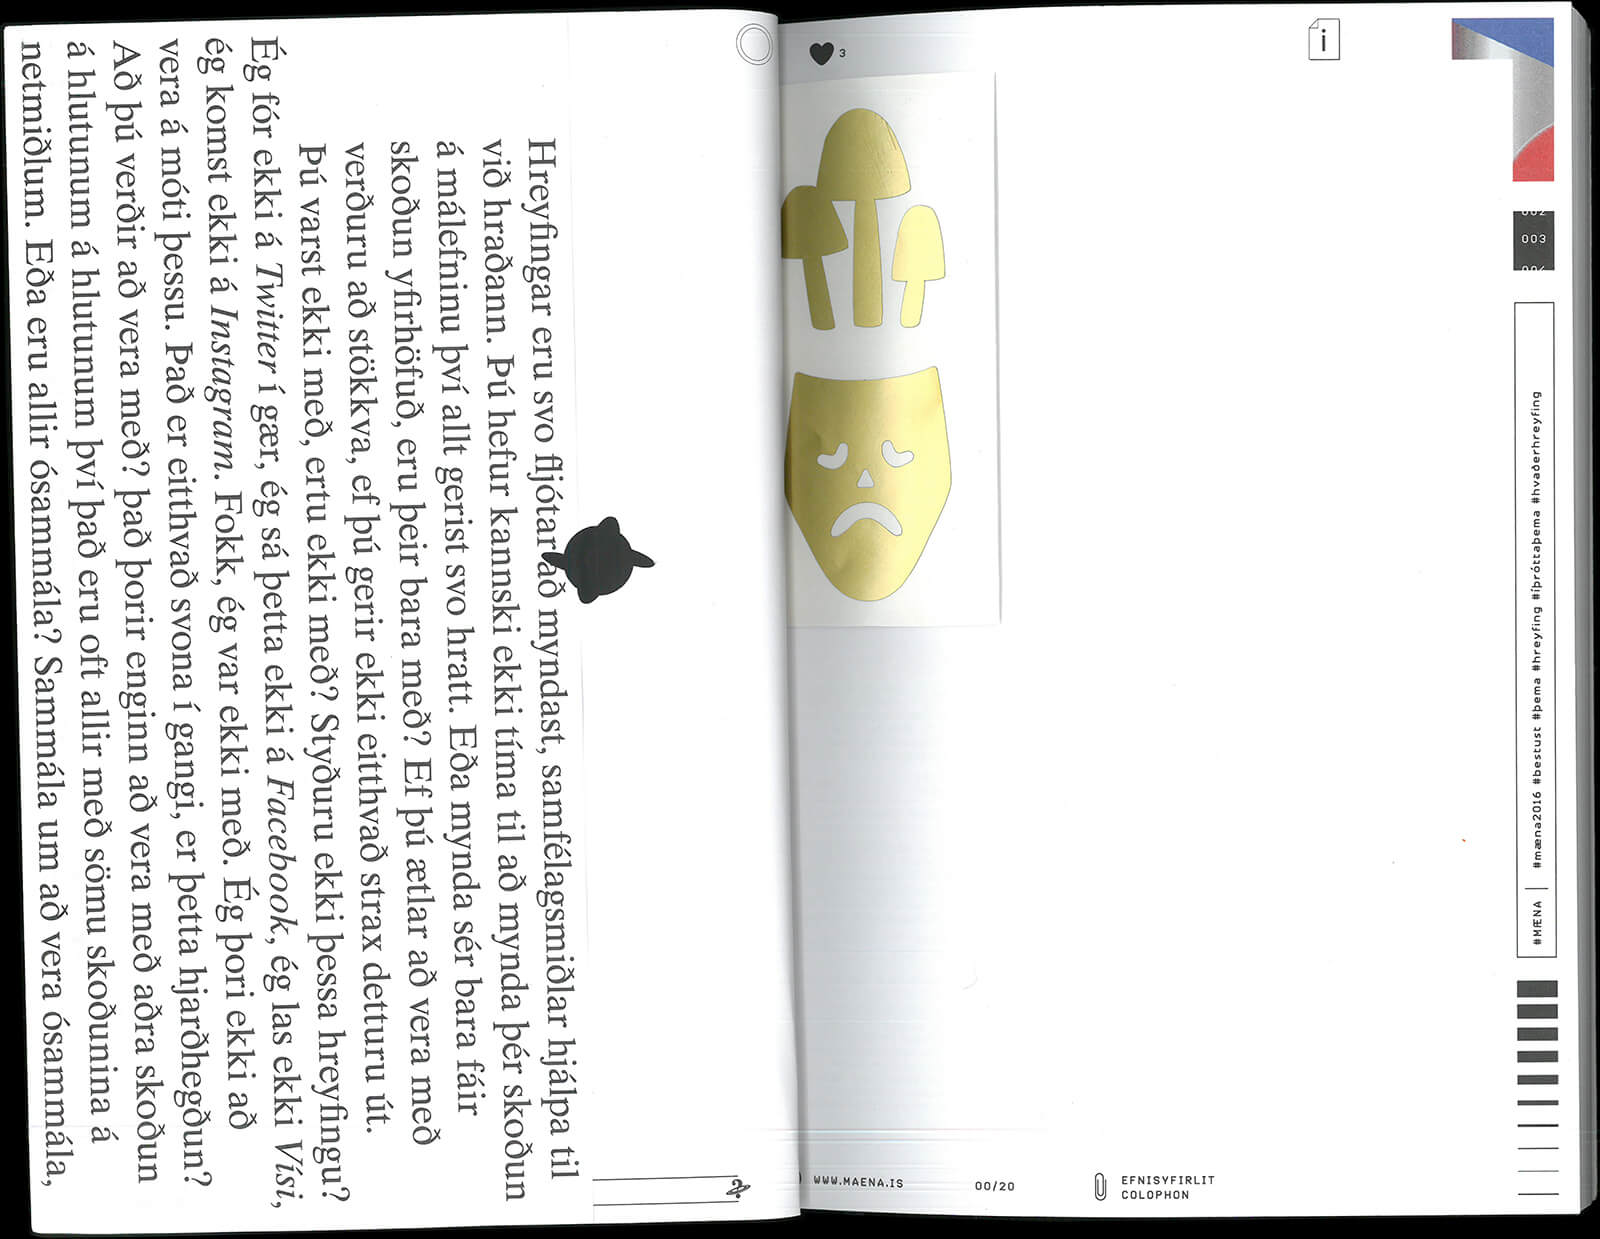 Hreyfingar eru svo fljótar að myndast, samfélagsmiðlar hjálpa til
við hraðann. Þú hefur kannski ekki tíma til að mynda þér skoðun
á málefninu því allt gerist svo hratt. Eða mynda sér bara fáir
skoðun yfirhöfuð, eru þeir bara með? Ef þú ætlar að vera með
verðuru að stökkva, ef þú gerir ekki eitthvað strax dettur​u út.
Þú varst ekki með, ertu ekki með? Styðuru ekki þessa hreyfingu?
Ég fór ekki á Twitter í gær, ég sá þetta ekki á Facebook, ég las ekki Vísi,
ég komst ekki á Instagram. Fokk, ég var ekki með. Ég þori ekki að
vera á móti þessu. Það er eitthvað svona í gangi, er þetta hjarðhegðun?
Að þú verðir að vera með? það þorir enginn að vera með aðra skoðun
á hlutunum á hlutunum því það eru oft allir með sömu skoðunina á
netmiðlum. Eða eru allir ósammála? Sammála um að vera ósammála,
3
i
002
003
004
#MÆNA | #mæna2016 #bestust #þema #hreyfing #íþróttaþema #hvaðerhreyfing
WWW.MAENA.IS
00/20
EFNISYFIRLIT
COLOPHON